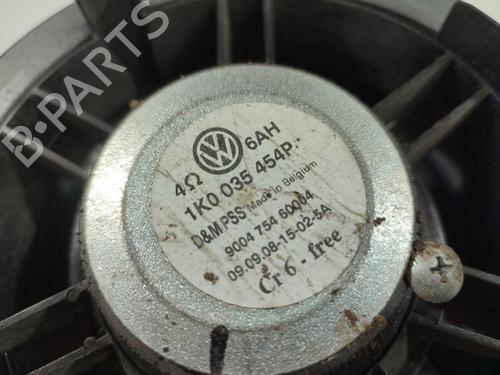 B-PARTS
4Ω VW 6AH
1K0 035 454P.
D&M PSS Made in Belgium
9004 754 60004
09.09.08-15-02-5A
Cr 6 - free